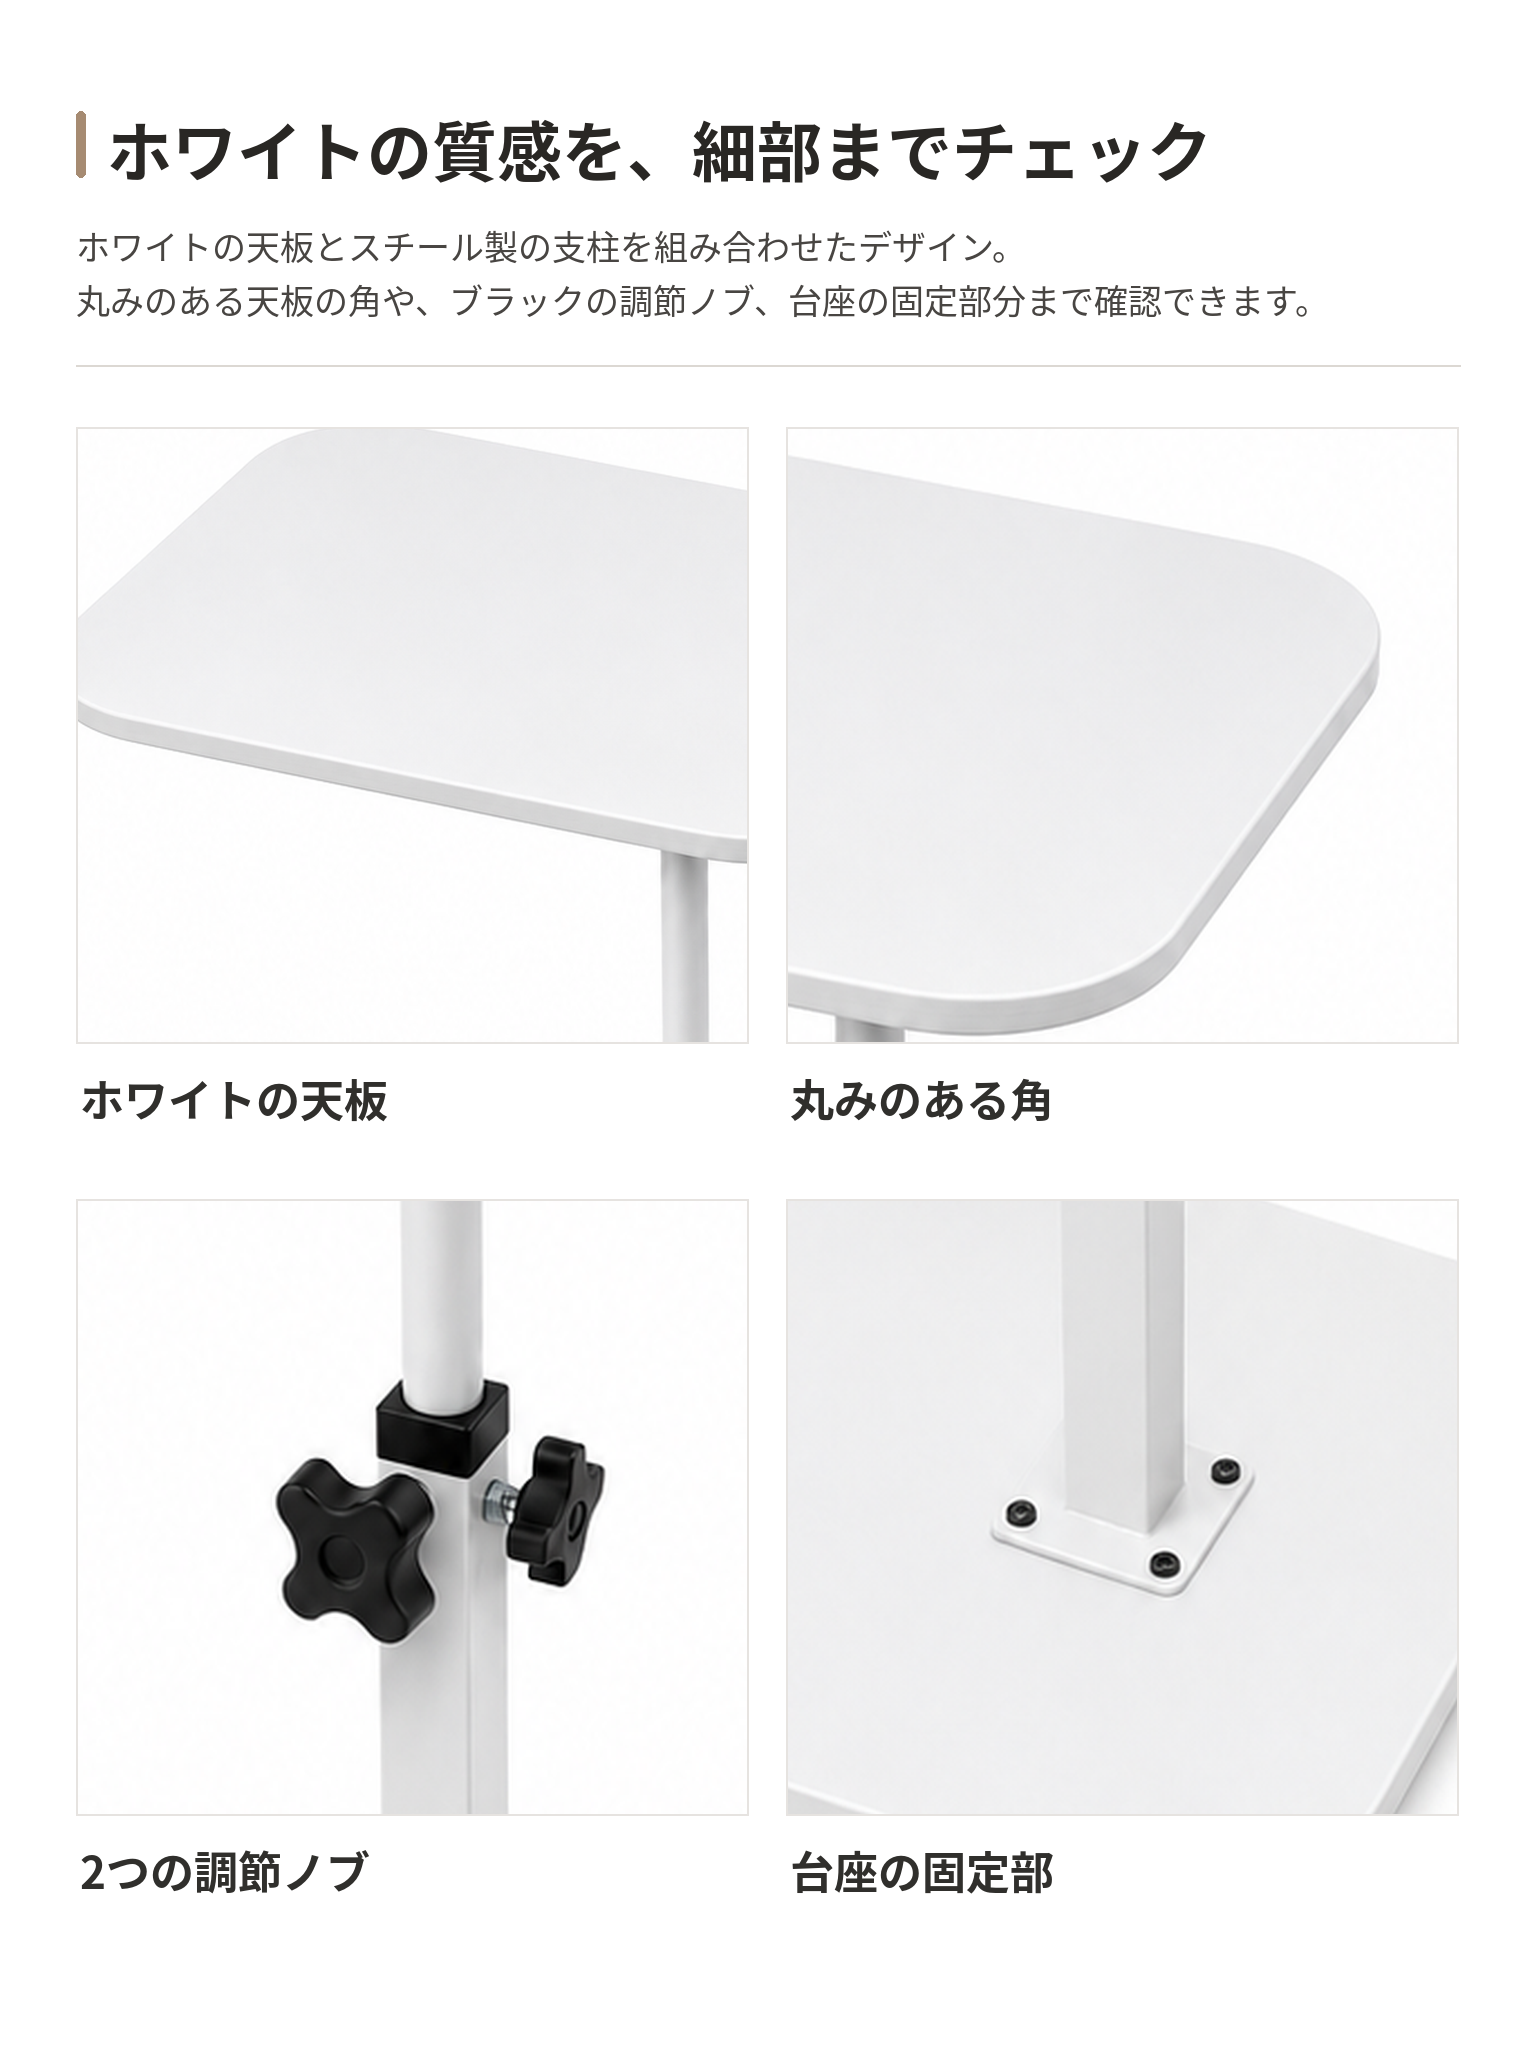 ホワイトの質感を、細部までチェック
ホワイトの天板とスチール製の支柱を組み合わせたデザイン。
丸みのある天板の角や、ブラックの調節ノブ、台座の固定部分まで確認できます。
ホワイトの天板
丸みのある角
2つの調節ノブ
台座の固定部